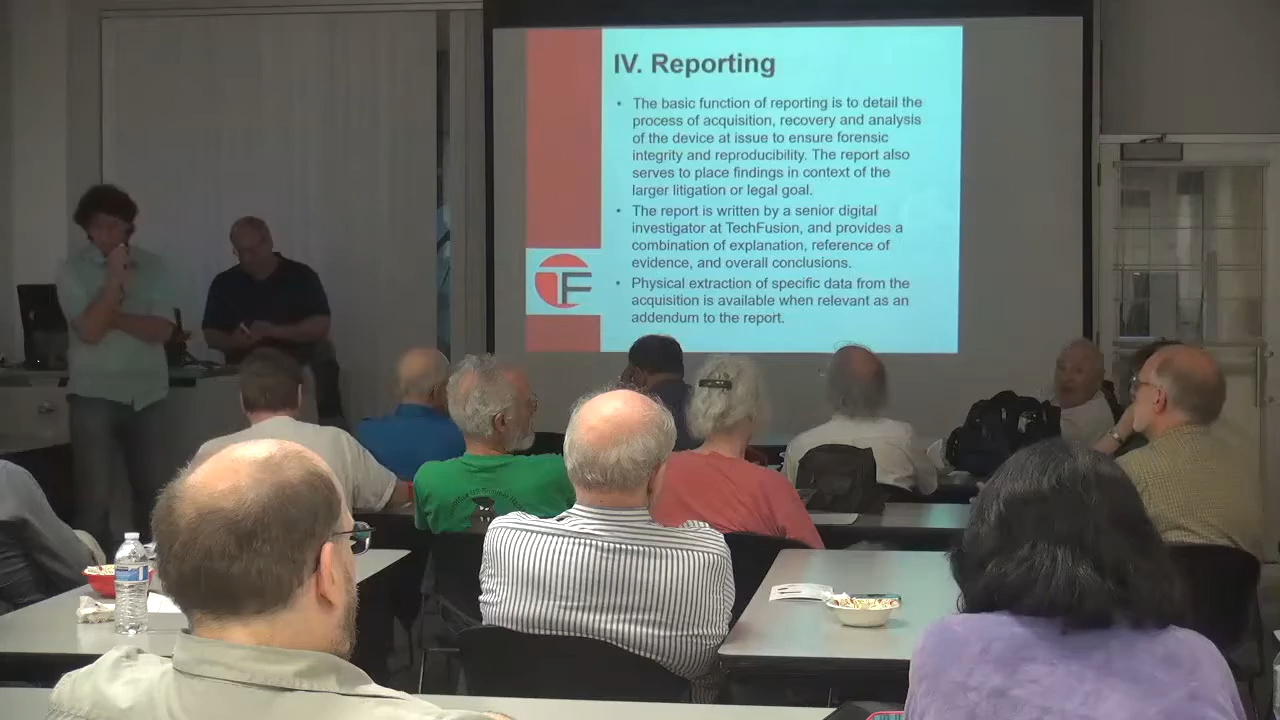 IV. Reporting
• The basic function of reporting is to detail the
process of acquisition, recovery and analysis
of the device at issue to ensure forensic
integrity and reproducibility. The report also
serves to place findings in context of the
larger litigation or legal goal.
• The report is written by a senior digital
investigator at TechFusion, and provides a
combination of explanation, reference of
evidence, and overall conclusions.
• Physical extraction of specific data from the
acquisition is available when relevant as an
addendum to the report.
TF